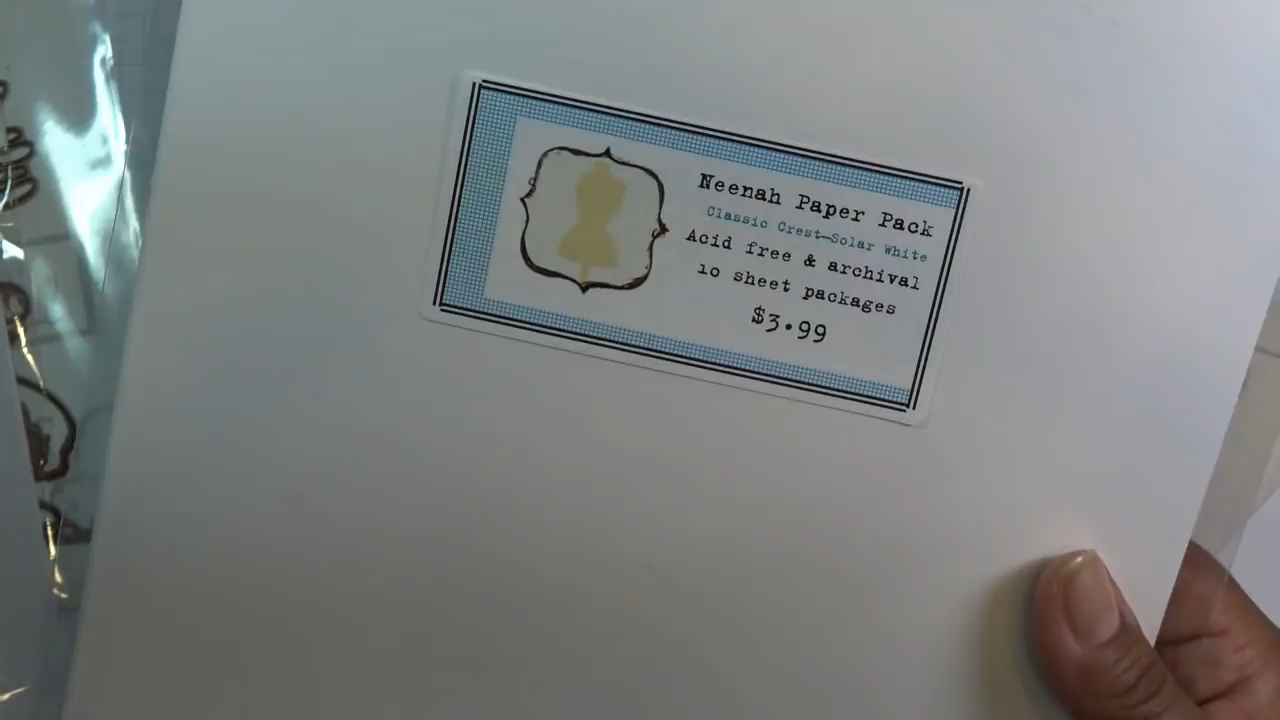 Neenah Paper Pack
Classic Crest—Solar White
Acid free & archival
10 sheet packages
$3.99